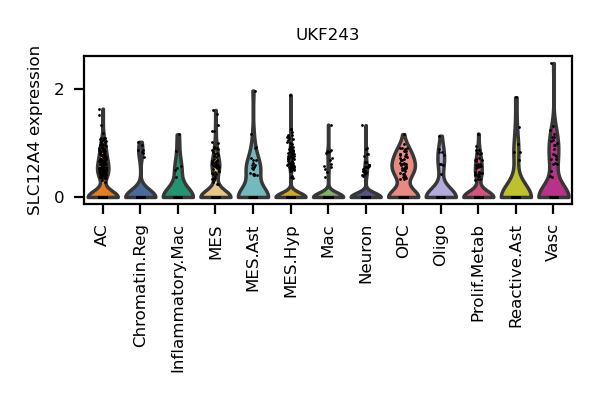 UKF243
SLC12A4 expression
2
0
AC
Chromatin.Reg
Inflammatory.Mac
MES
MES.Ast
MES.Hyp
Mac
Neuron
OPC
Oligo
Prolif.Metab
Reactive.Ast
Vasc